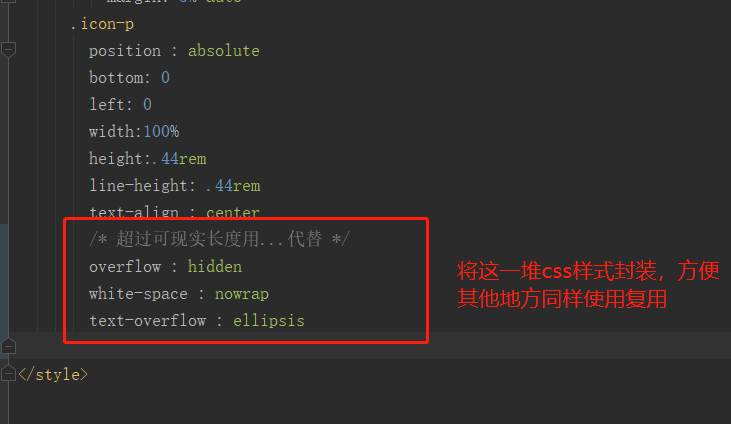 margin: 5% auto
.icon-p
position : absolute
bottom: 0
left: 0
width:100%
height:.44rem
line-height: .44rem
text-align : center
/* 超过可现实长度用...代替 */
overflow : hidden
white-space : nowrap
text-overflow : ellipsis
将这一堆css样式封装，方便
其他地方同样使用复用
</style>